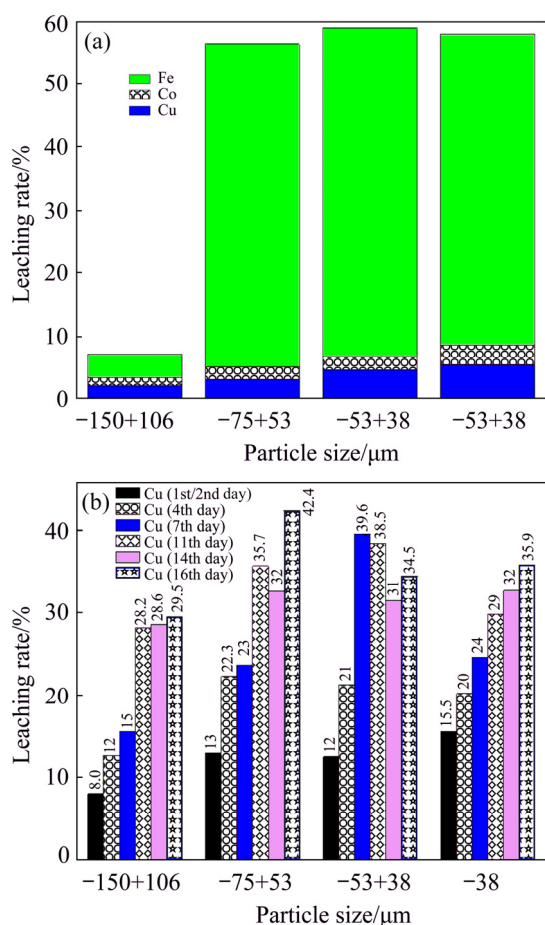 (a)
60
50
40
30
20
10
0
Leaching rate/%
Fe
Co
Cu
−150+106 −75+53 −53+38 −53+38
Particle size/μm
(b)
40
30
20
10
0
Leaching rate/%
Cu (1st/2nd day)
Cu (4th day)
Cu (7th day)
Cu (11th day)
Cu (14th day)
Cu (16th day)
8.0 12 15 28.2 28.6 29.5
13 22.3 23 35.7 32 42.4
12 21 39.6 38.5 31 34.5
15.5 20 24 29 32 35.9
−150+106 −75+53 −53+38 −38
Particle size/μm